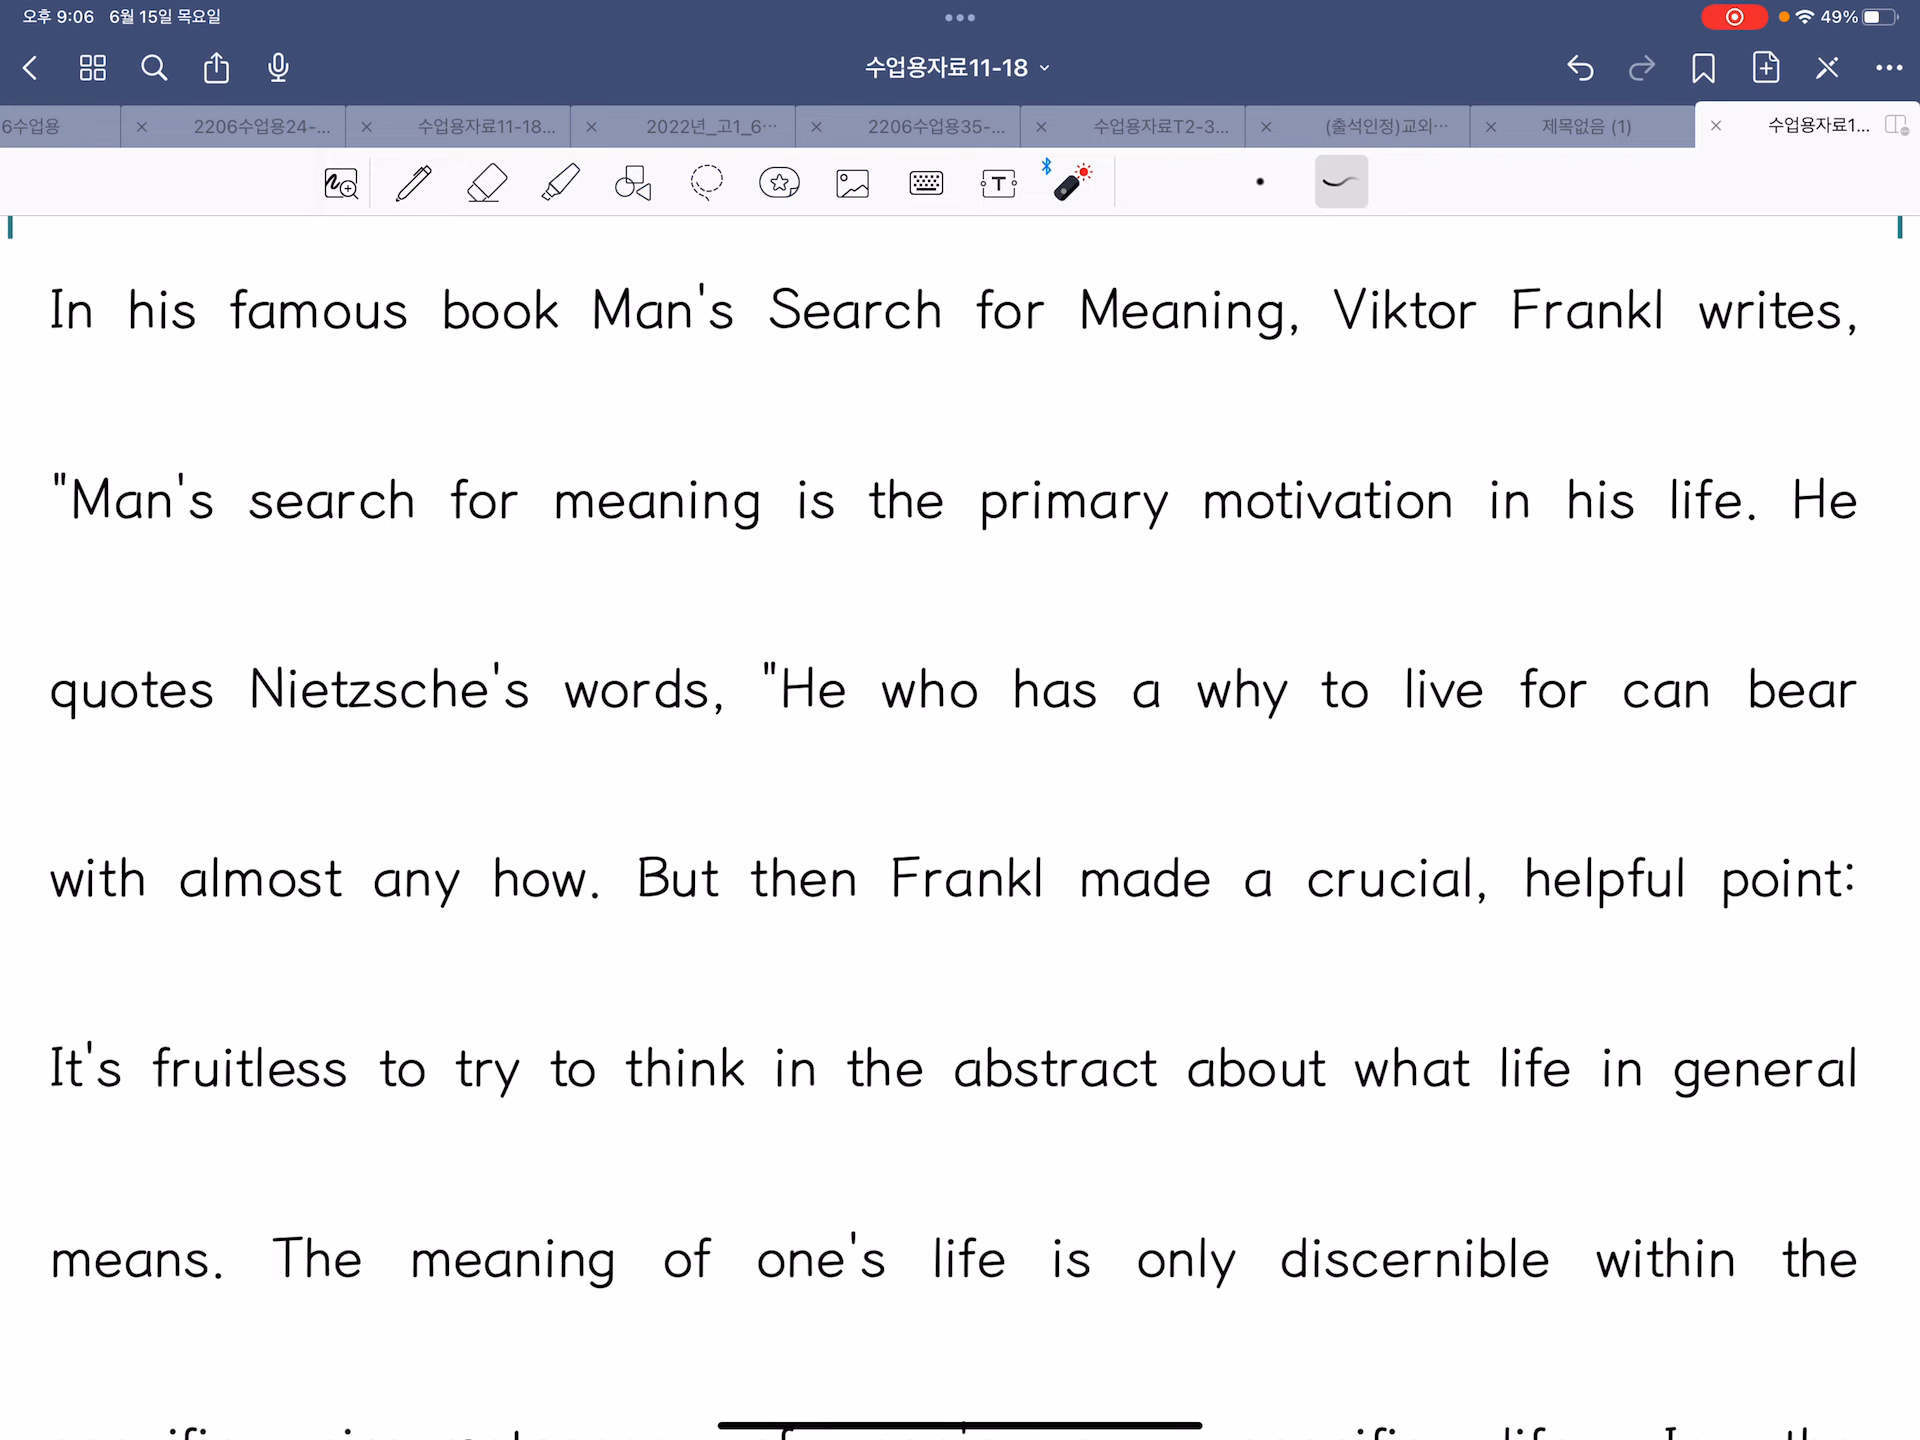 오후 9:06 6월 15일 목요일
49%
수업용자료11-18
6수업용
2206수업용24-...
수업용자료11-18...
2022년_고1_6…
2206수업용35-...
수업용자료T2-3...
(출석인정)교외…
제목없음 (1)
수업용자료1...
In his famous book Man's Search for Meaning, Viktor Frankl writes,
"Man's search for meaning is the primary motivation in his life. He
quotes Nietzsche's words, "He who has a why to live for can bear
with almost any how. But then Frankl made a crucial, helpful point:
It's fruitless to try to think in the abstract about what life in general
means. The meaning of one's life is only discernible within the